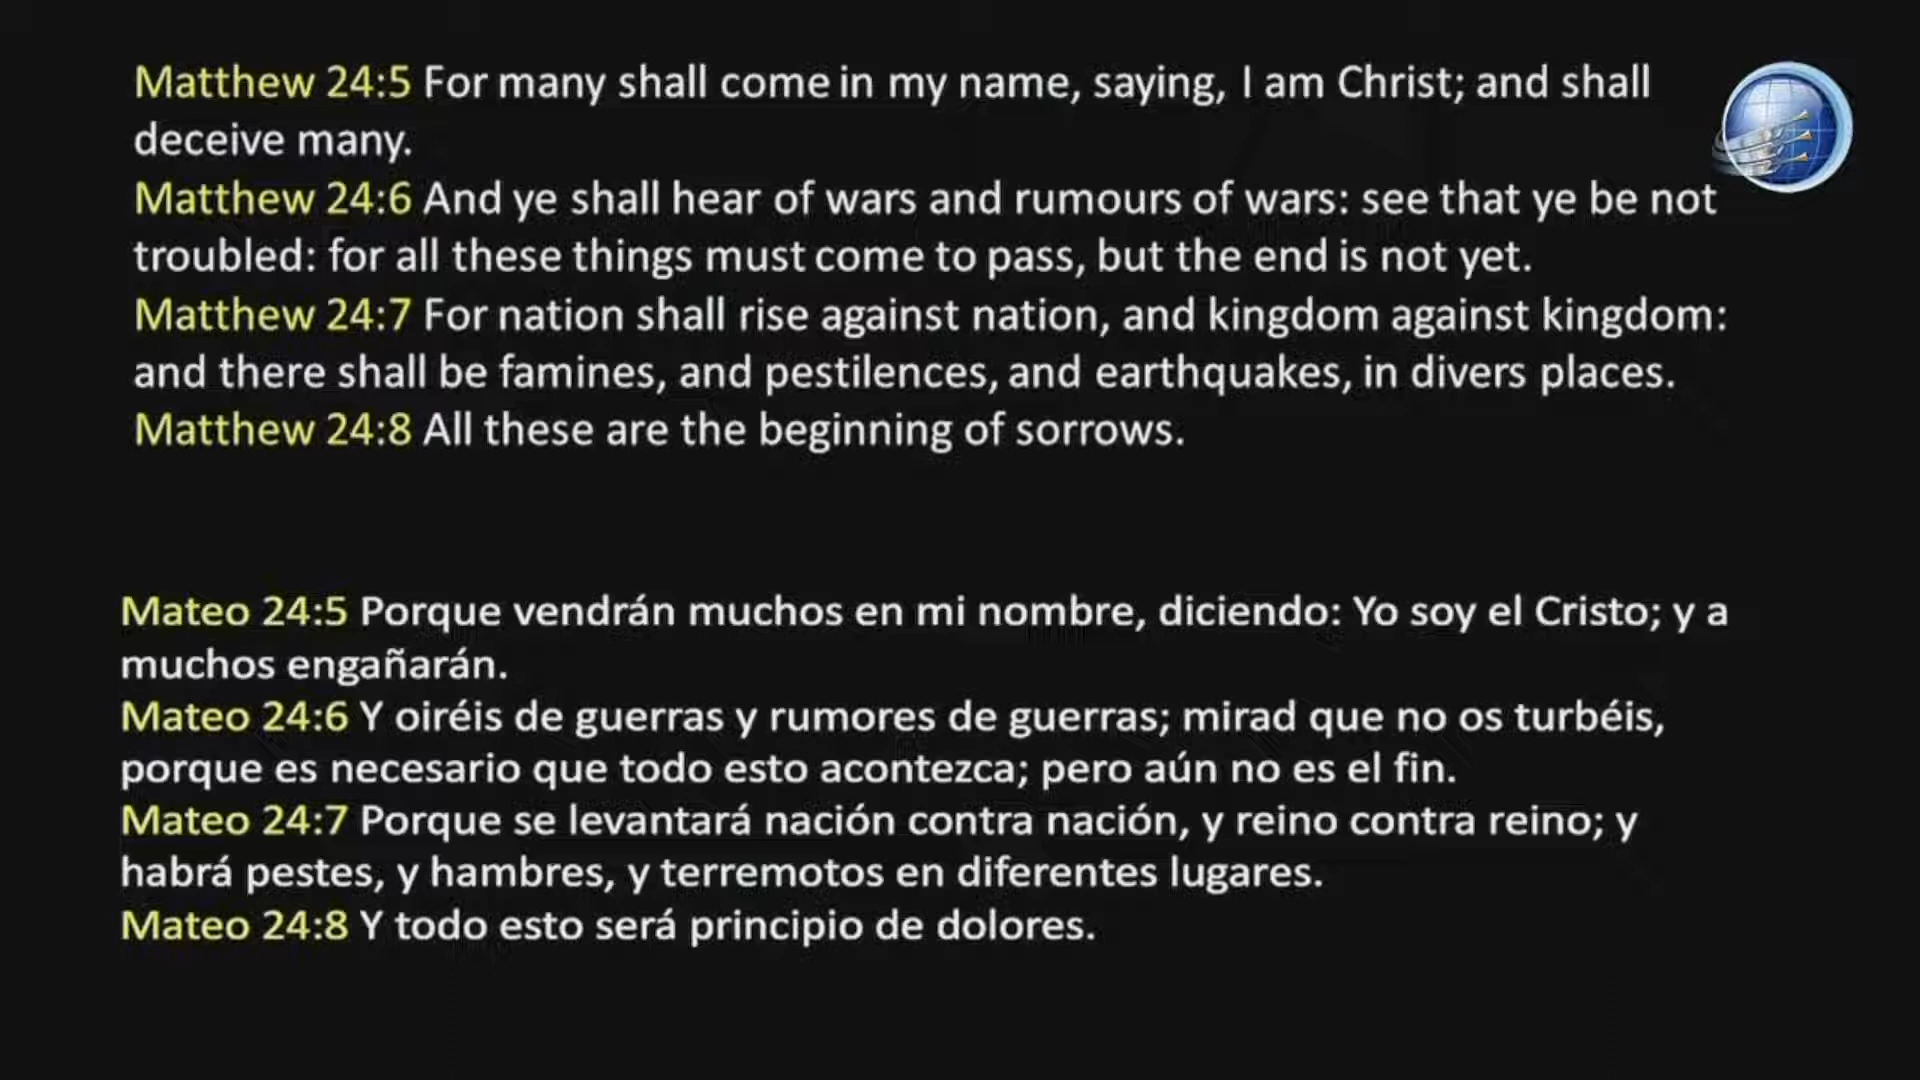 Matthew 24:5 For many shall come in my name, saying, I am Christ; and shall
deceive many.
Matthew 24:6 And ye shall hear of wars and rumours of wars: see that ye be not
troubled: for all these things must come to pass, but the end is not yet.
Matthew 24:7 For nation shall rise against nation, and kingdom against kingdom:
and there shall be famines, and pestilences, and earthquakes, in divers places.
Matthew 24:8 All these are the beginning of sorrows.
Mateo 24:5 Porque vendrán muchos en mi nombre, diciendo: Yo soy el Cristo; y a
muchos engañarán.
Mateo 24:6 Y oiréis de guerras y rumores de guerras; mirad que no os turbéis,
porque es necesario que todo esto acontezca; pero aún no es el fin.
Mateo 24:7 Porque se levantará nación contra nación, y reino contra reino; y
habrá pestes, y hambres, y terremotos en diferentes lugares.
Mateo 24:8 Y todo esto será principio de dolores.